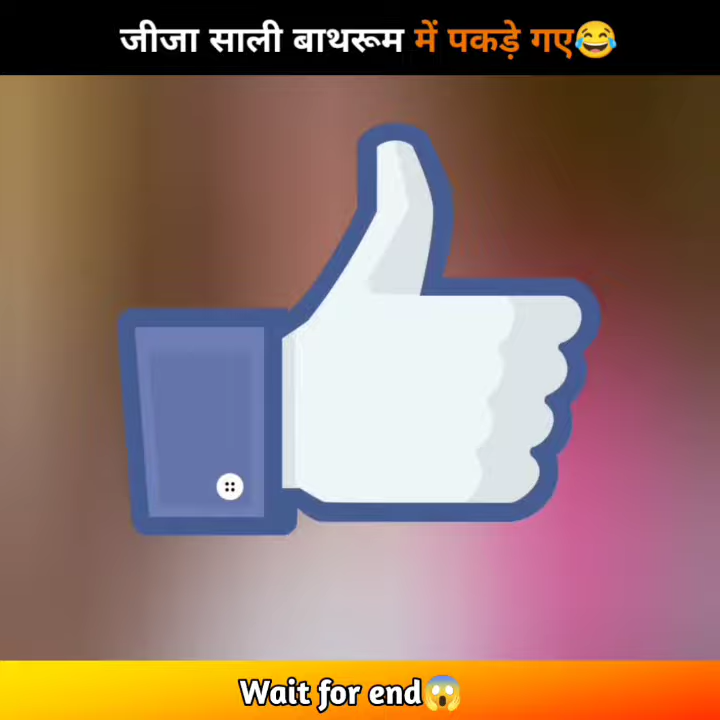 जीजा साली बाथरूम में पकड़े गए😂
Wait for end😱